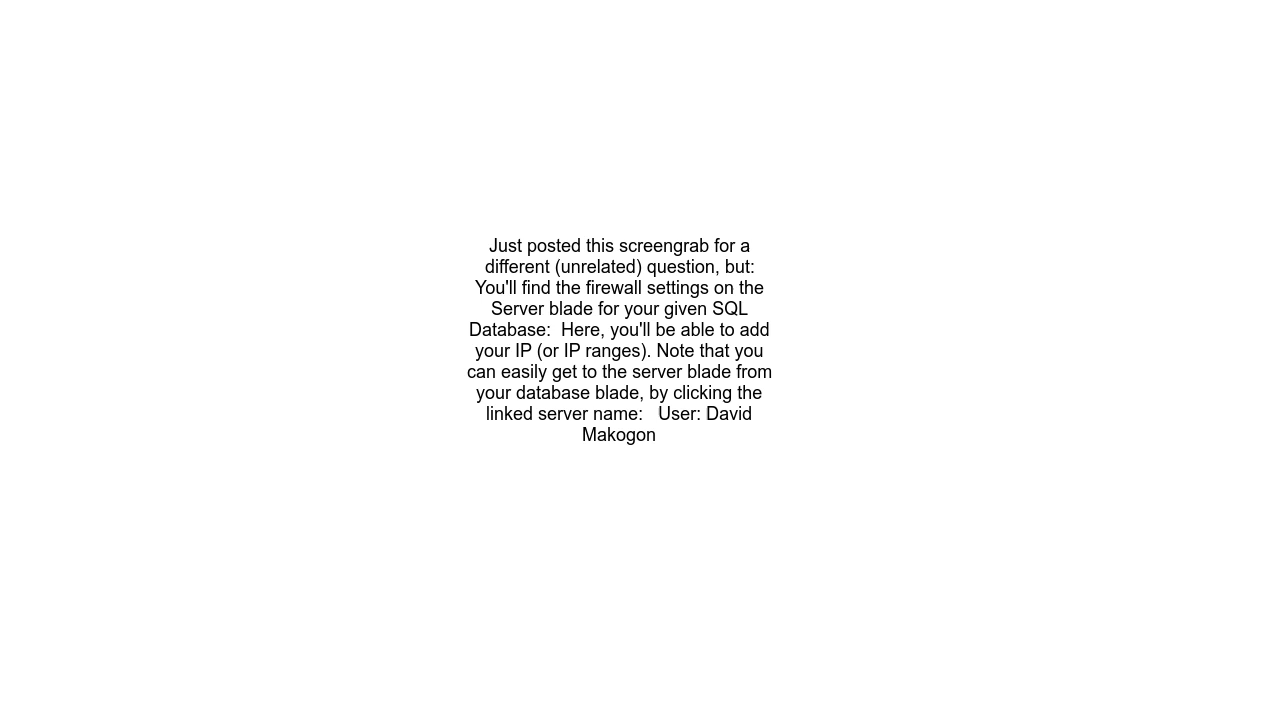 Just posted this screengrab for a
different (unrelated) question, but:
You'll find the firewall settings on the
Server blade for your given SQL
Database:  Here, you'll be able to add
your IP (or IP ranges). Note that you
can easily get to the server blade from
your database blade, by clicking the
linked server name:   User: David
Makogon